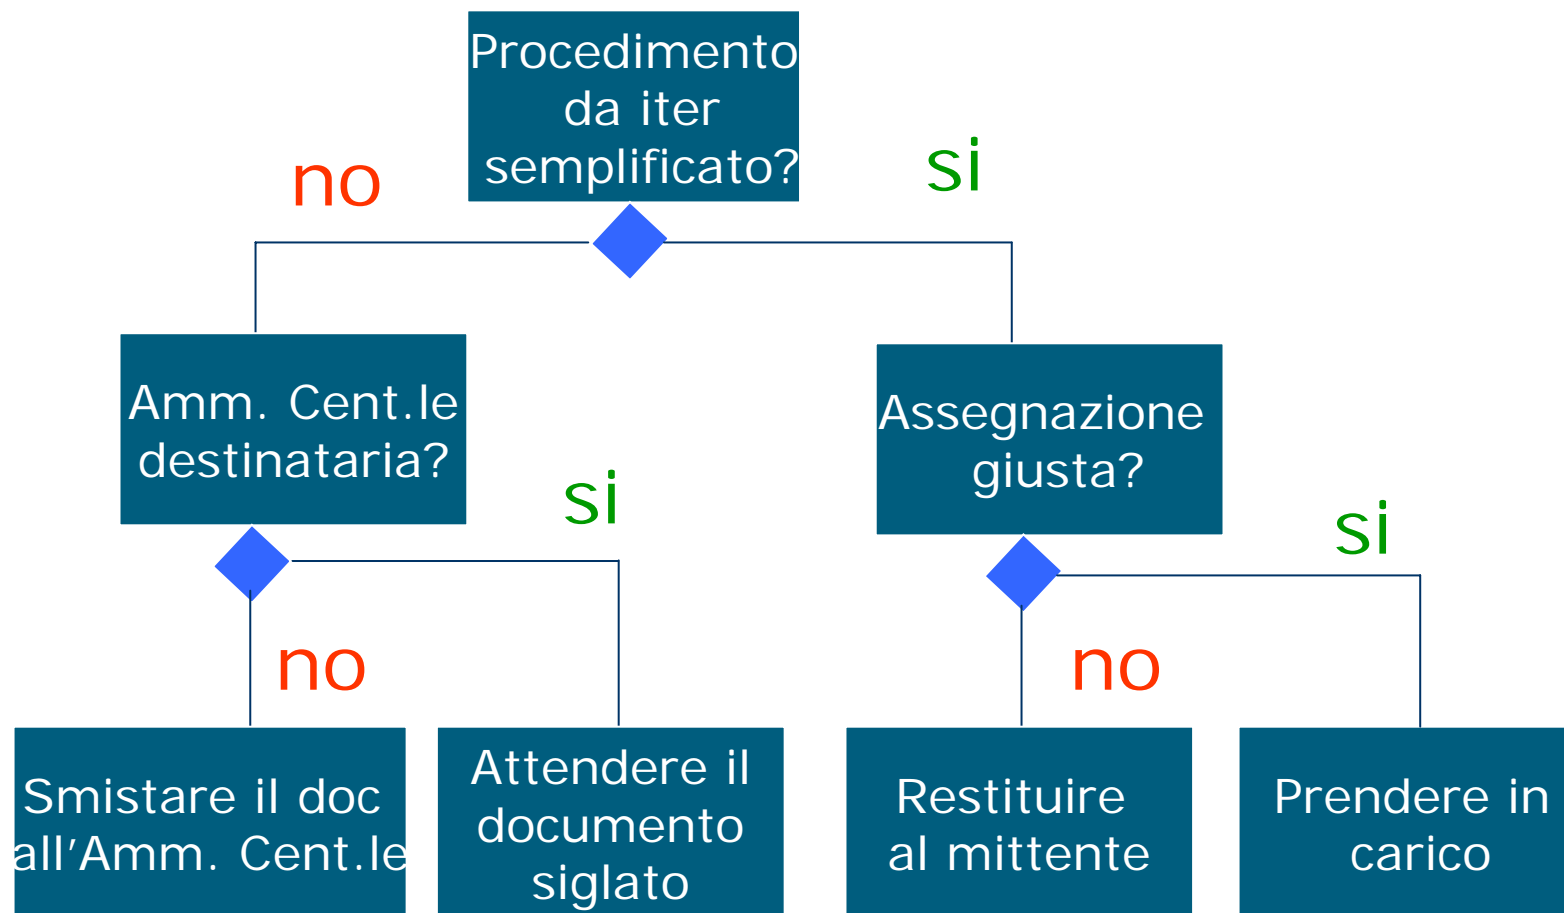 Procedimento
da iter
semplificato?
no
si
Amm. Cent.le
destinataria?
Assegnazione
giusta?
si
si
no
no
Smistare il doc
all’Amm. Cent.le
Attendere il
documento
siglato
Restituire
al mittente
Prendere in
carico